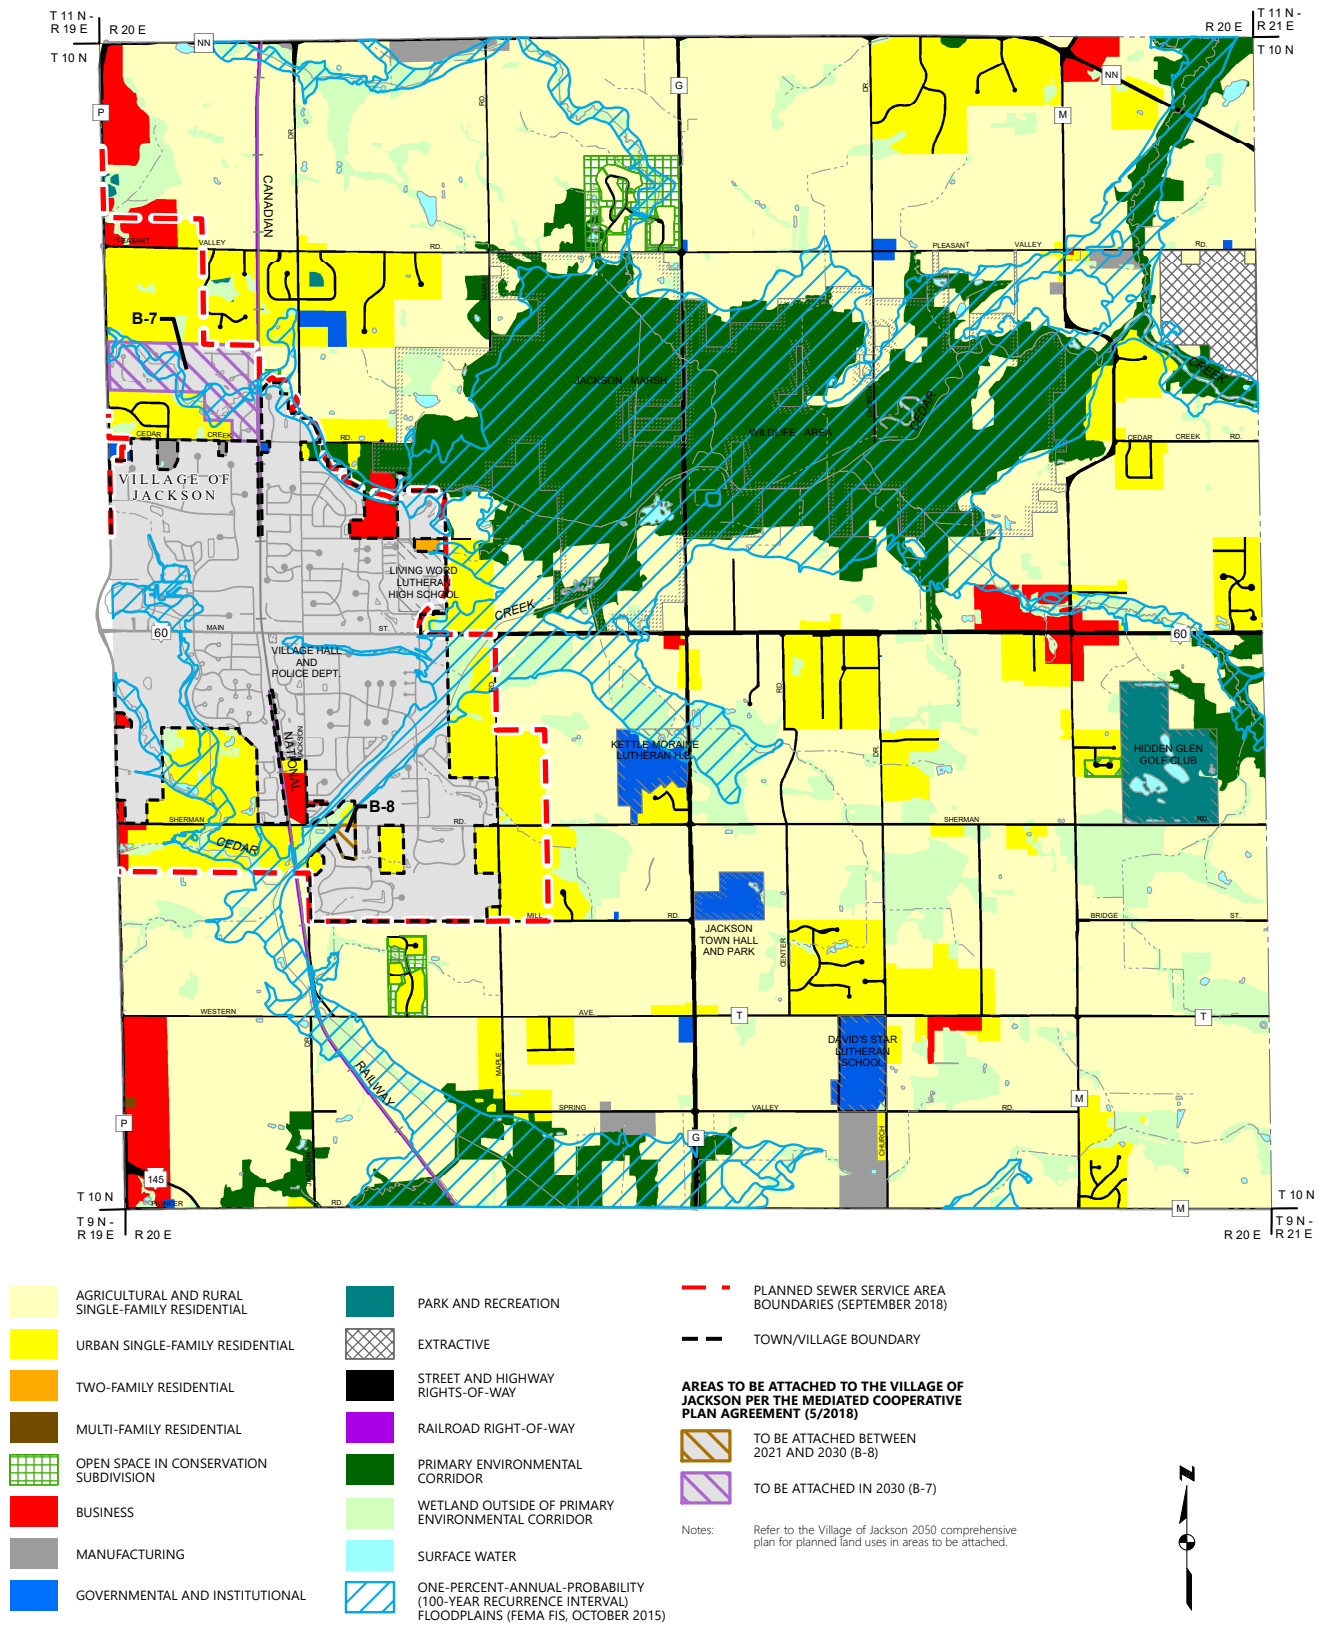 T 11 N -
R 19 E
R 20 E
T 10 N
NN
R 20 E
T 11 N -
R 21 E
T 10 N
P
G
M
NN
DR.
RD.
DR.
CANADIAN
PLEASANT
VALLEY
RD.
PLEASANT
VALLEY
RD.
MAPLE
B-7
JACKSON MARSH
WILDLIFE AREA
CEDAR
CREEK
CEDAR
CREEK
RD.
CEDAR
CREEK
RD.
VILLAGE OF
JACKSON
LIVING WORD
LUTHERAN
HIGH SCHOOL
CREEK
60
MAIN
ST.
60
VILLAGE HALL
AND
POLICE DEPT.
RD.
RD.
DR.
NATIONAL
JACKSON
KETTLE MORAINE
LUTHERAN H.S.
HIDDEN GLEN
GOLF CLUB
B-8
SHERMAN
RD.
SHERMAN
RD.
CEDAR
MILL
RD.
BRIDGE
ST.
JACKSON
TOWN HALL
AND PARK
CENTER
WESTERN
AVE.
T
T
DR.
RAILWAY
MAPLE
DAVID'S STAR
LUTHERAN
SCHOOL
SPRING
VALLEY
RD.
M
P
G
CHURCH
JACKSON
145
PIONEER
RD.
M
T 10 N
T 9 N -
R 19 E
R 20 E
T 10 N
R 20 E
T 9 N -
R 21 E
AGRICULTURAL AND RURAL
SINGLE-FAMILY RESIDENTIAL
URBAN SINGLE-FAMILY RESIDENTIAL
TWO-FAMILY RESIDENTIAL
MULTI-FAMILY RESIDENTIAL
OPEN SPACE IN CONSERVATION
SUBDIVISION
BUSINESS
MANUFACTURING
GOVERNMENTAL AND INSTITUTIONAL
PARK AND RECREATION
EXTRACTIVE
STREET AND HIGHWAY
RIGHTS-OF-WAY
RAILROAD RIGHT-OF-WAY
PRIMARY ENVIRONMENTAL
CORRIDOR
WETLAND OUTSIDE OF PRIMARY
ENVIRONMENTAL CORRIDOR
SURFACE WATER
ONE-PERCENT-ANNUAL-PROBABILITY
(100-YEAR RECURRENCE INTERVAL)
FLOODPLAINS (FEMA FIS, OCTOBER 2015)
PLANNED SEWER SERVICE AREA
BOUNDARIES (SEPTEMBER 2018)
TOWN/VILLAGE BOUNDARY
AREAS TO BE ATTACHED TO THE VILLAGE OF
JACKSON PER THE MEDIATED COOPERATIVE
PLAN AGREEMENT (5/2018)
TO BE ATTACHED BETWEEN
2021 AND 2030 (B-8)
TO BE ATTACHED IN 2030 (B-7)
Notes:
Refer to the Village of Jackson 2050 comprehensive
plan for planned land uses in areas to be attached.
N